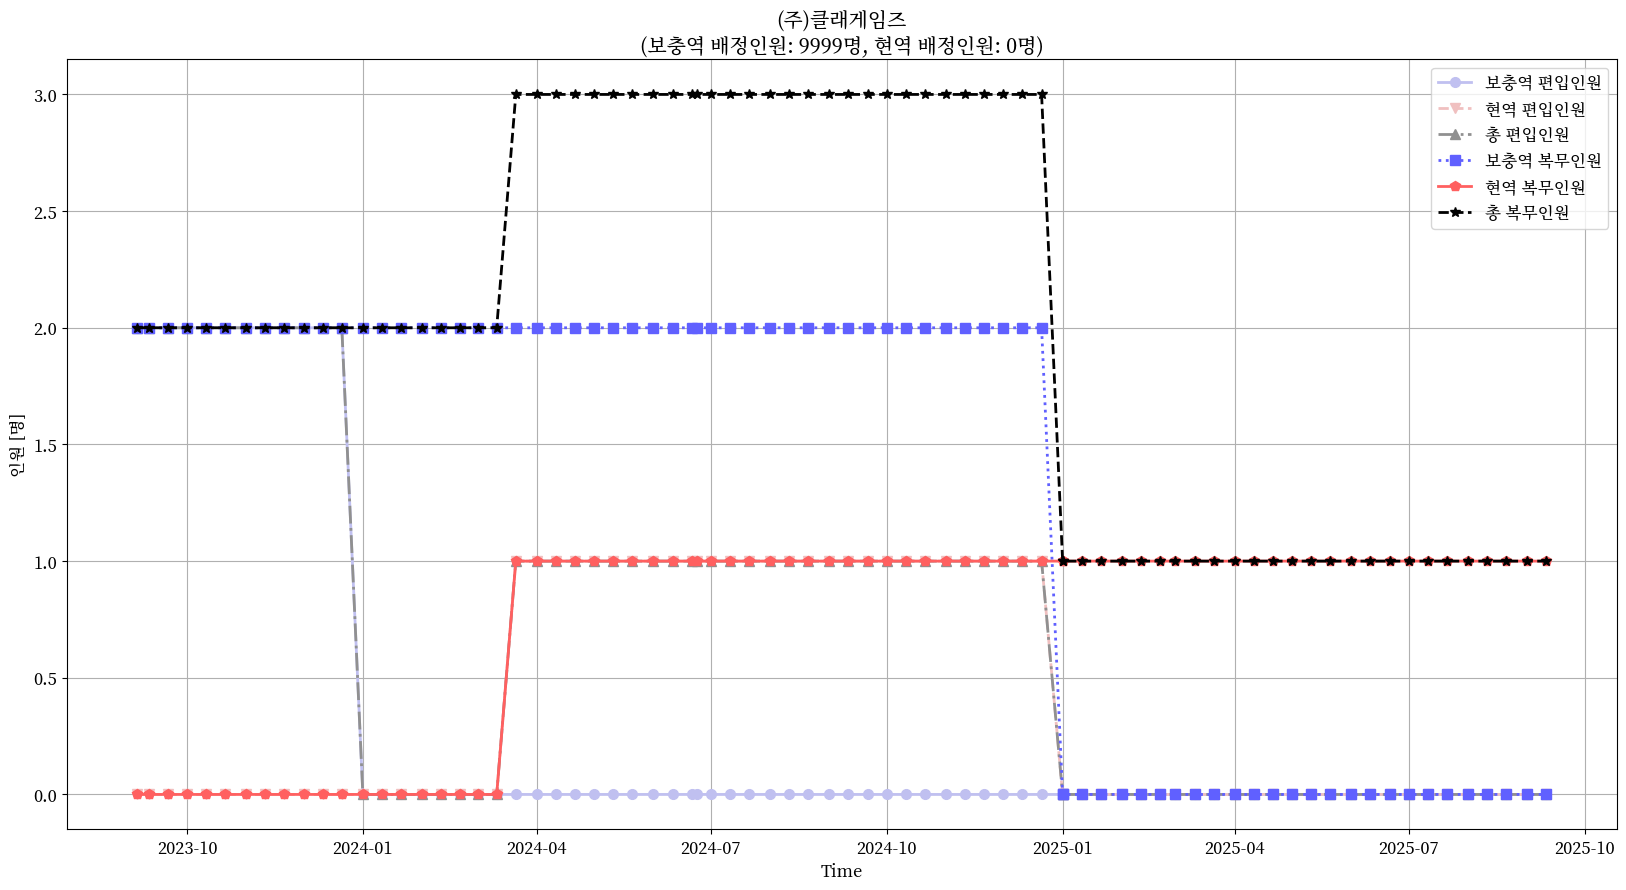 (주)클래게임즈
(보충역 배정인원: 9999명, 현역 배정인원: 0명)
보충역 편입인원
현역 편입인원
총 편입인원
보충역 복무인원
현역 복무인원
총 복무인원
인원 [명]
3.0
2.5
2.0
1.5
1.0
0.5
0.0
2023-10
2024-01
2024-04
2024-07
2024-10
2025-01
2025-04
2025-07
2025-10
Time